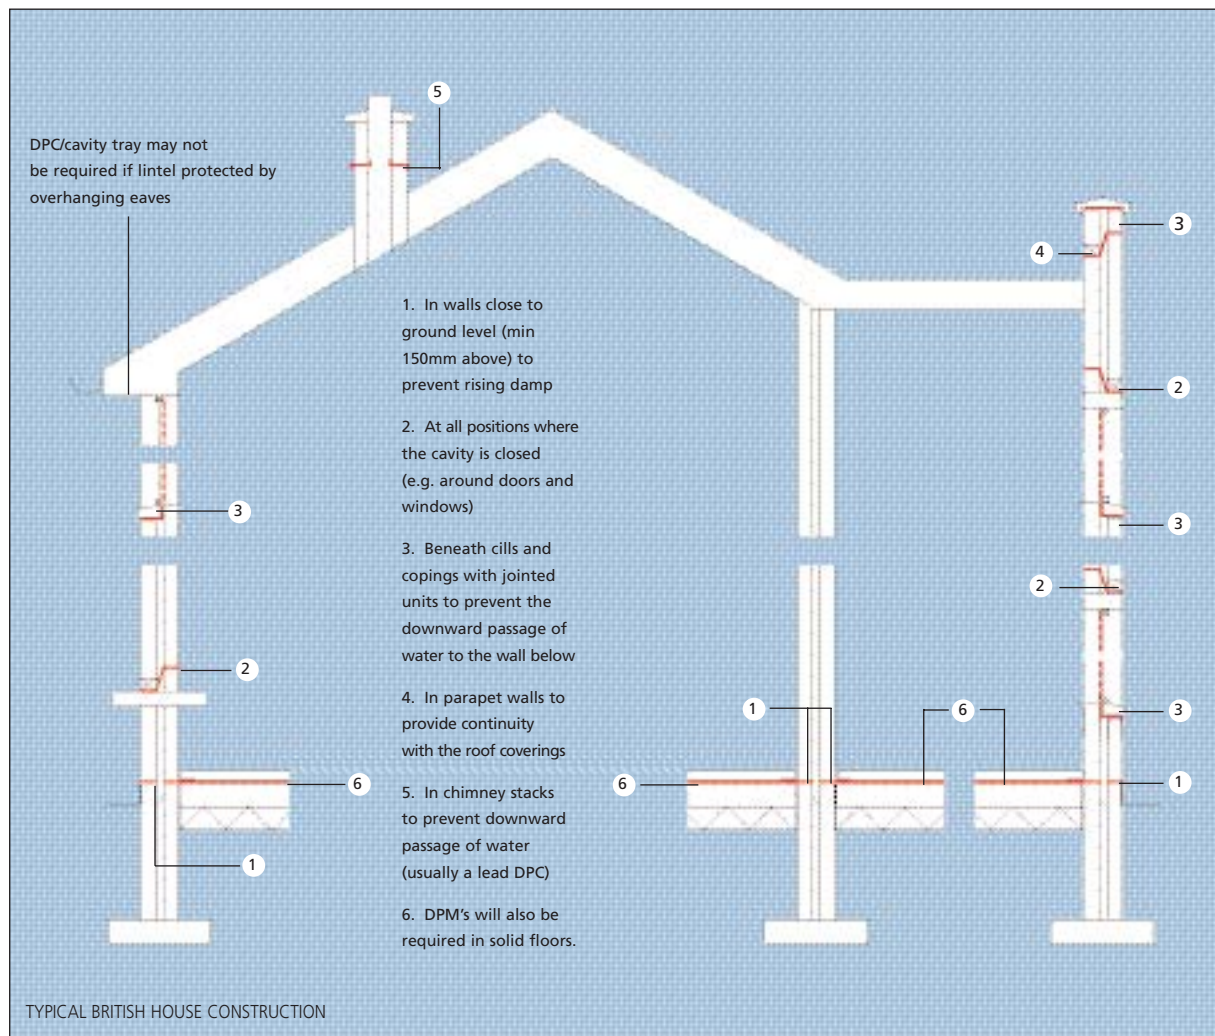 5
DPC/cavity tray may not
be required if lintel protected by
overhanging eaves
3
4
1. In walls close to
ground level (min
150mm above) to
prevent rising damp
2
2. At all positions where
the cavity is closed
(e.g. around doors and
windows)
3
3
3. Beneath cills and
copings with jointed
units to prevent the
downward passage of
water to the wall below
2
2
4. In parapet walls to
provide continuity
with the roof coverings
1
6
3
5. In chimney stacks
to prevent downward
passage of water
(usually a lead DPC)
6
6
1
1
6. DPM's will also be
required in solid floors.
TYPICAL BRITISH HOUSE CONSTRUCTION